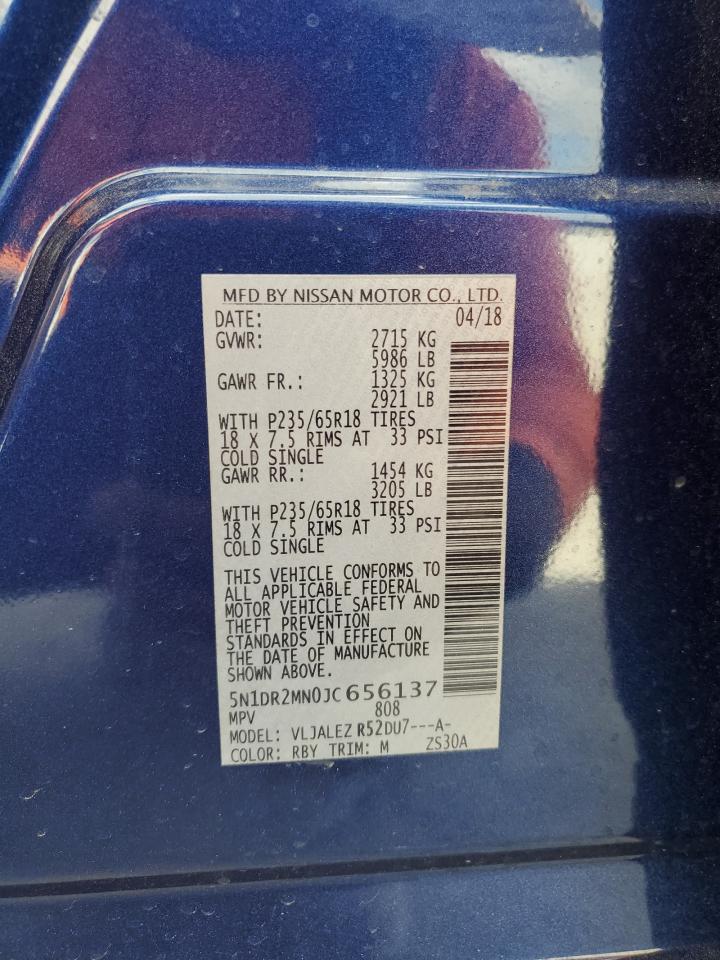 MFD BY NISSAN MOTOR CO., LTD.
DATE: 04/18
GVWR: 2715 KG
5986 LB
GAWR FR.: 1325 KG
2921 LB
WITH P235/65R18 TIRES
18 X 7.5 RIMS AT 33 PSI
COLD SINGLE
GAWR RR.: 1454 KG
3205 LB
WITH P235/65R18 TIRES
18 X 7.5 RIMS AT 33 PSI
COLD SINGLE
THIS VEHICLE CONFORMS TO
ALL APPLICABLE FEDERAL
MOTOR VEHICLE SAFETY AND
THEFT PREVENTION
STANDARDS IN EFFECT ON
THE DATE OF MANUFACTURE
SHOWN ABOVE.
5N1DR2MN0JC656137
MPV 808
MODEL: VLJALEZ R52DU7---A-
COLOR: RBY TRIM: M ZS30A